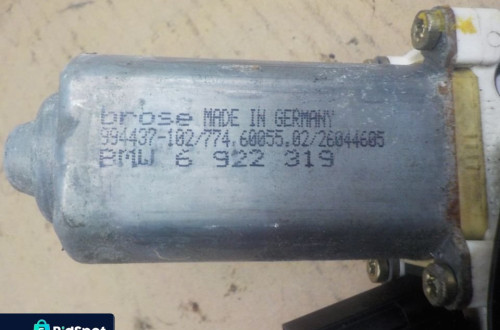 brose MADE IN GERMANY
994437-102/774.60055.02/26044605
BMW 6 922 319
BidSpot